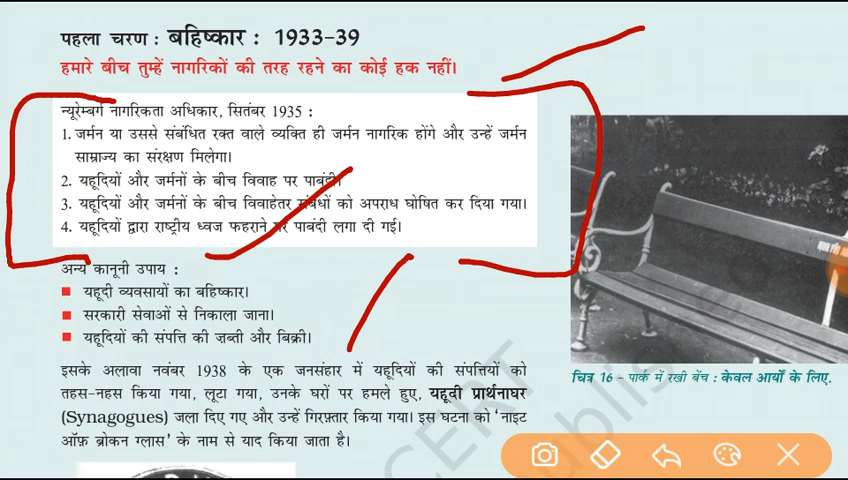 पहला चरण : बहिष्कार : 1933-39
हमारे बीच तुम्हें नागरिकों की तरह रहने का कोई हक नहीं।
न्यूरेम्बर्ग नागरिकता अधिकार, सितंबर 1935 :
1. जर्मन या उससे संबंधित रक्त वाले व्यक्ति ही जर्मन नागरिक होंगे और उन्हें जर्मन
साम्राज्य का संरक्षण मिलेगा।
2. यहूदियों और जर्मनों के बीच विवाह पर पाबंदी।
3. यहूदियों और जर्मनों के बीच विवाहेतर संबंधों को अपराध घोषित कर दिया गया।
4. यहूदियों द्वारा राष्ट्रीय ध्वज फहराने पर पाबंदी लगा दी गई।
अन्य कानूनी उपाय :
यहूदी व्यवसायों का बहिष्कार।
सरकारी सेवाओं से निकाला जाना।
यहूदियों की संपत्ति की ज़ब्ती और बिक्री।
इसके अलावा नवंबर 1938 के एक जनसंहार में यहूदियों की संपत्तियों को
तहस-नहस किया गया, लूटा गया, उनके घरों पर हमले हुए, यहूदी प्रार्थनाघर
(Synagogues) जला दिए गए और उन्हें गिरफ़्तार किया गया। इस घटना को 'नाइट
ऑफ़ ब्रोकन ग्लास' के नाम से याद किया जाता है।
चित्र 16 - पार्क में रखी बेंच : केवल आर्यों के लिए.